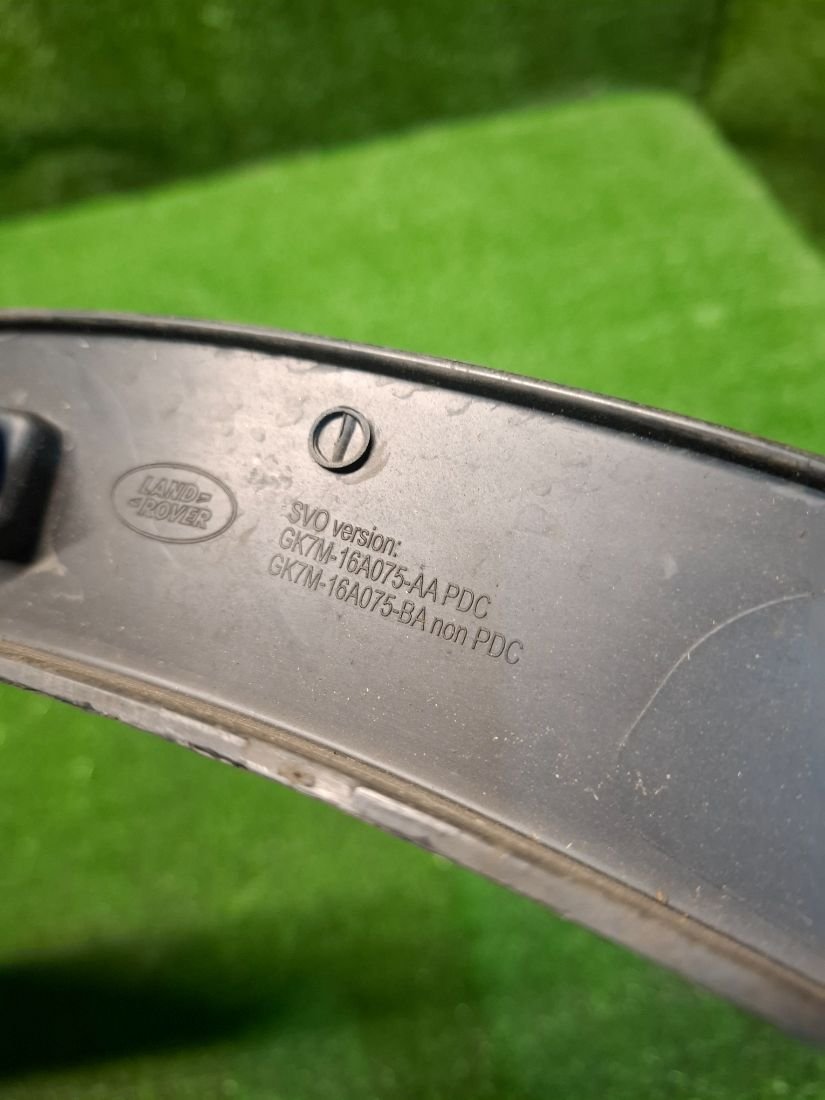 LAND
ROVER
SVO version:
GK7M-16A075-AA PDC
GK7M-16A075-BA non PDC